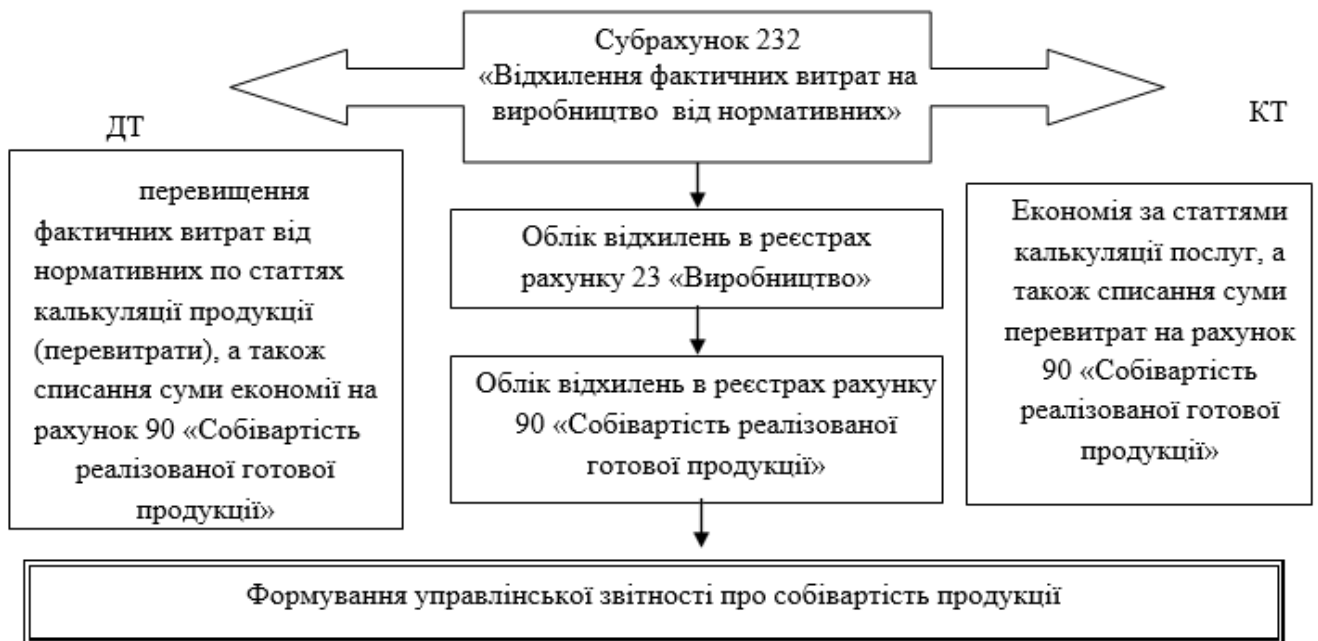 Субрахунок 232
«Відхилення фактичних витрат на
виробництво від нормативних»
ДТ
КТ
перевищення
фактичних витрат від
нормативних по статтях
калькуляції продукції
(перевитрати), а також
списання суми економії на
рахунок 90 «Собівартість
реалізованої готової
продукції»
Облік відхилень в реєстрах
рахунку 23 «Виробництво»
Облік відхилень в реєстрах рахунку
90 «Собівартість реалізованої
готової продукції»
Економія за статтями
калькуляції послуг, а
також списання суми
перевитрат на рахунок
90 «Собівартість
реалізованої готової
продукції»
Формування управлінської звітності про собівартість продукції